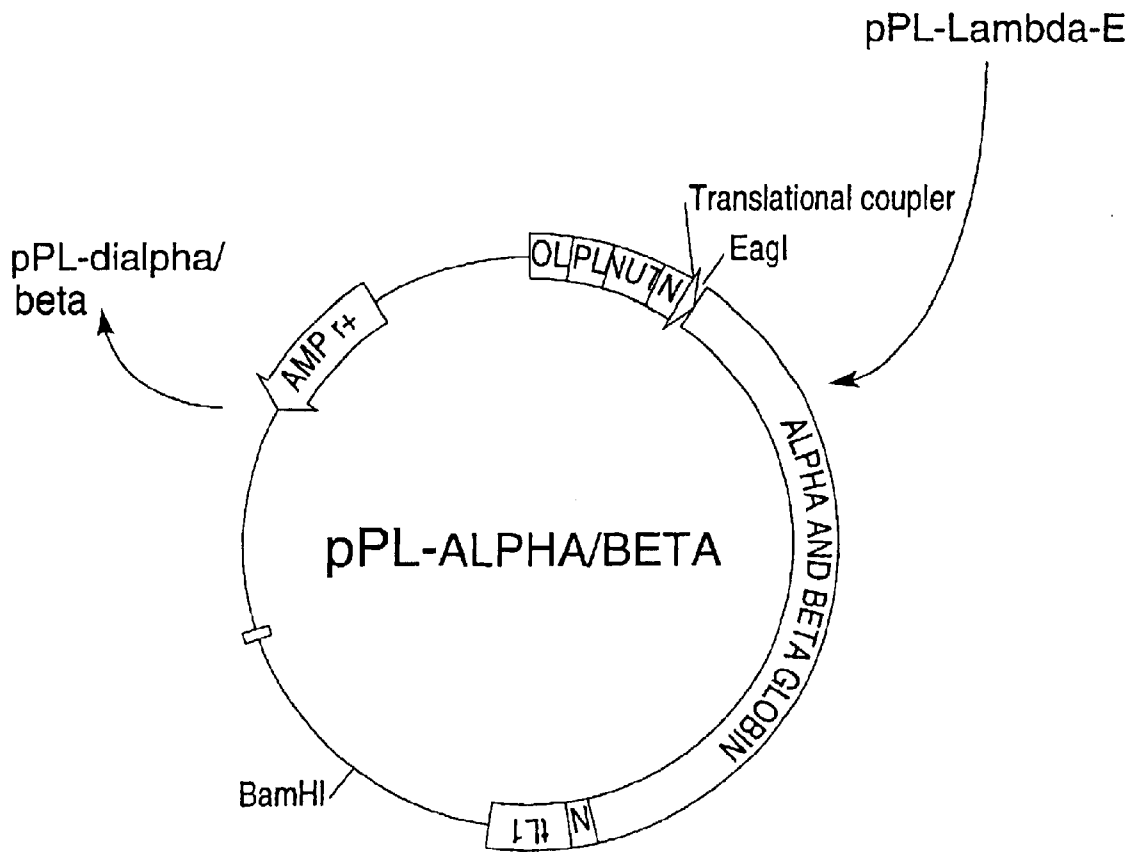 pPL-Lambda-E
Translational coupler
EagI
pPL-dialpha/
beta
OL PL NUT N
AMP r+
ALPHA AND BETA GLOBIN
pPL-ALPHA/BETA
BamHI
tL1 N